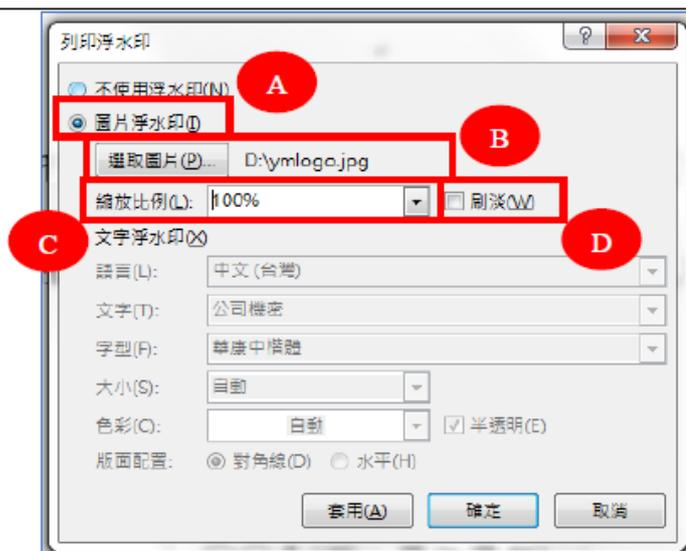 列印浮水印
不使用浮水印(N)
A
圖片浮水印(I)
B
選取圖片(P)... D:\ymlogo.jpg
縮放比例(L): 100% 刷淡(W)
C
D
文字浮水印(X)
語言(L): 中文 (台灣)
文字(T): 公司機密
字型(F): 華康中楷體
大小(S): 自動
色彩(C): 自動 半透明(E)
版面配置: 對角線(D) 水平(H)
套用(A) 確定 取消